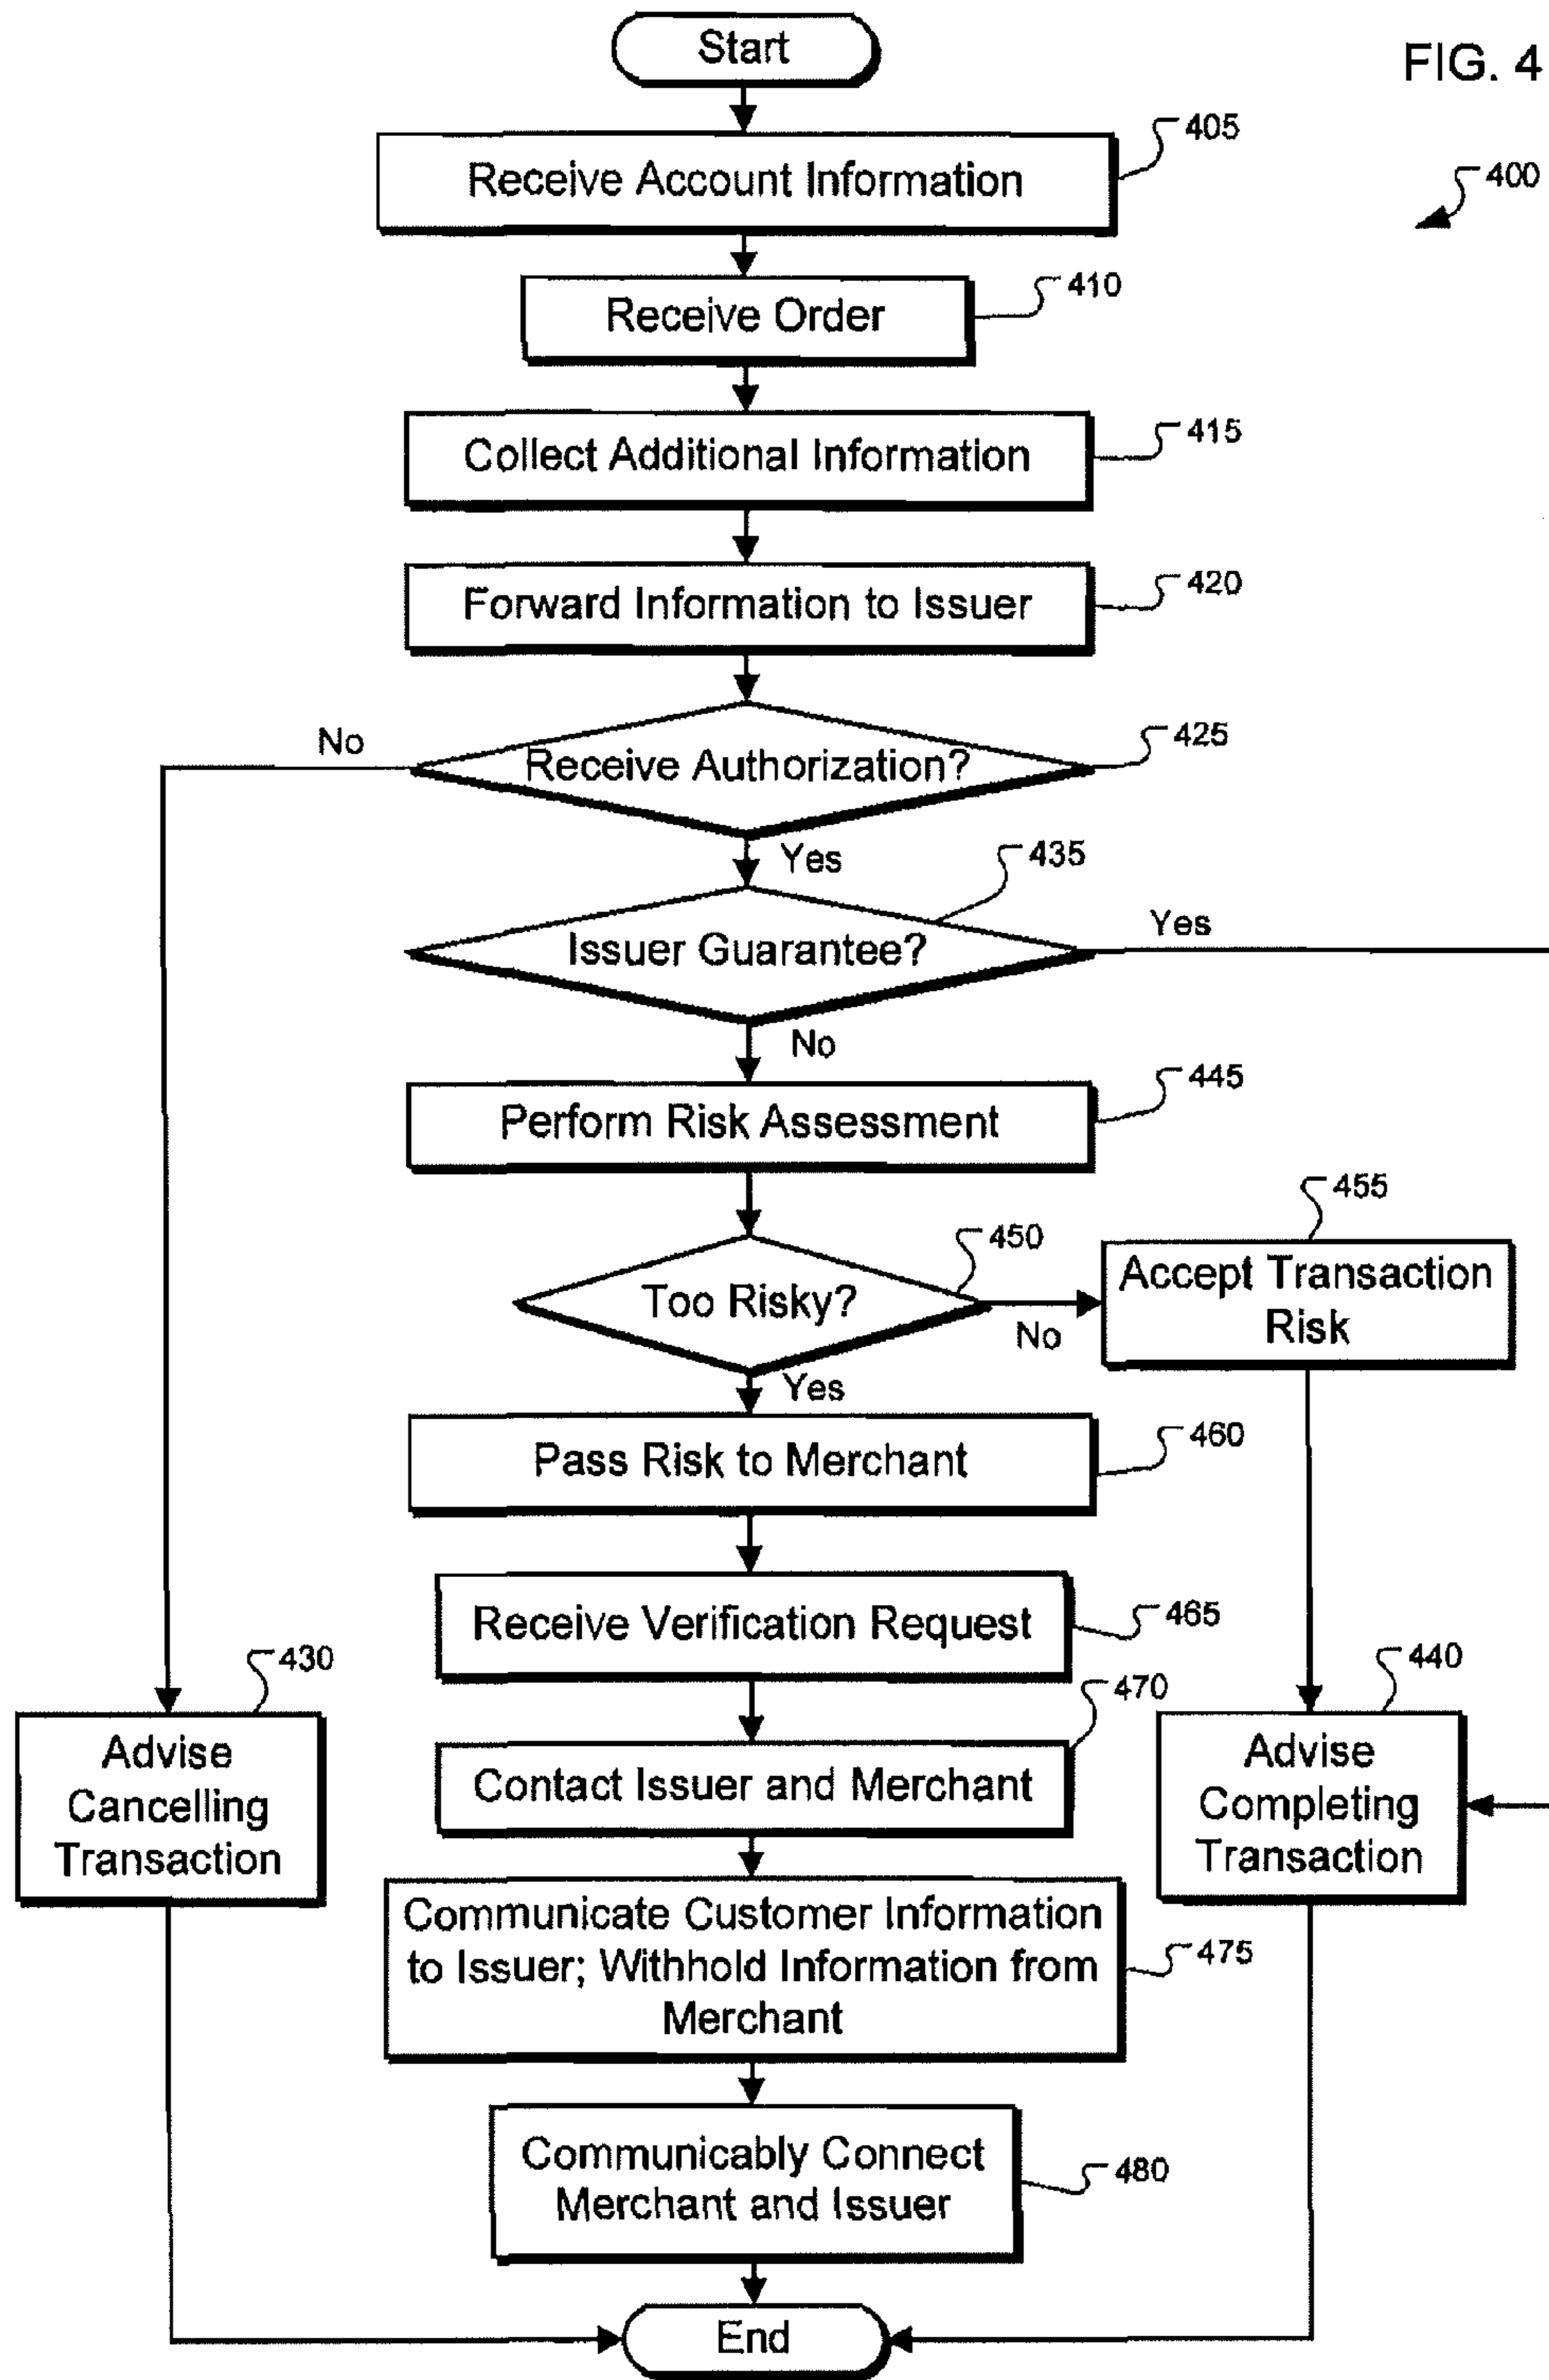 Start
FIG. 4
405
Receive Account Information
400
410
Receive Order
415
Collect Additional Information
420
Forward Information to Issuer
No
425
Receive Authorization?
Yes
435
Yes
Issuer Guarantee?
No
445
Perform Risk Assessment
455
450
Accept Transaction
Risk
Too Risky?
No
Yes
460
Pass Risk to Merchant
465
Receive Verification Request
430
440
470
Advise
Cancelling
Transaction
Contact Issuer and Merchant
Advise
Completing
Transaction
Communicate Customer Information
to Issuer; Withhold Information from
Merchant
475
Communicably Connect
Merchant and Issuer
480
End